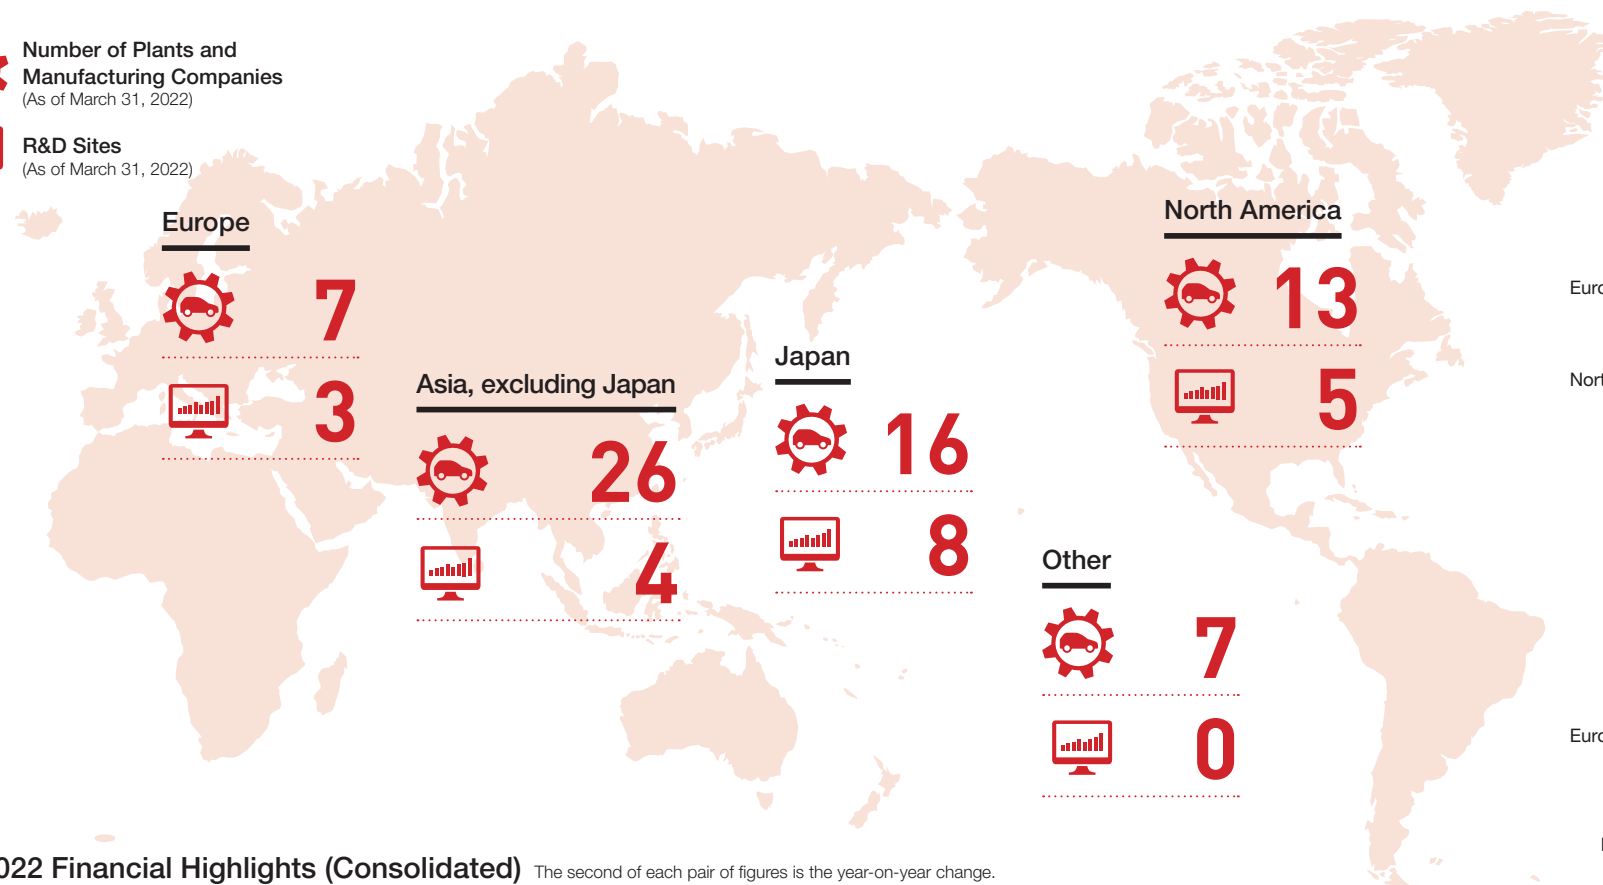 Number of Plants and
Manufacturing Companies
(As of March 31, 2022)
R&D Sites
(As of March 31, 2022)
Europe
7
3
Asia, excluding Japan
26
4
Japan
16
8
North America
13
5
Other
7
0
022 Financial Highlights (Consolidated) The second of each pair of figures is the year-on-year change.